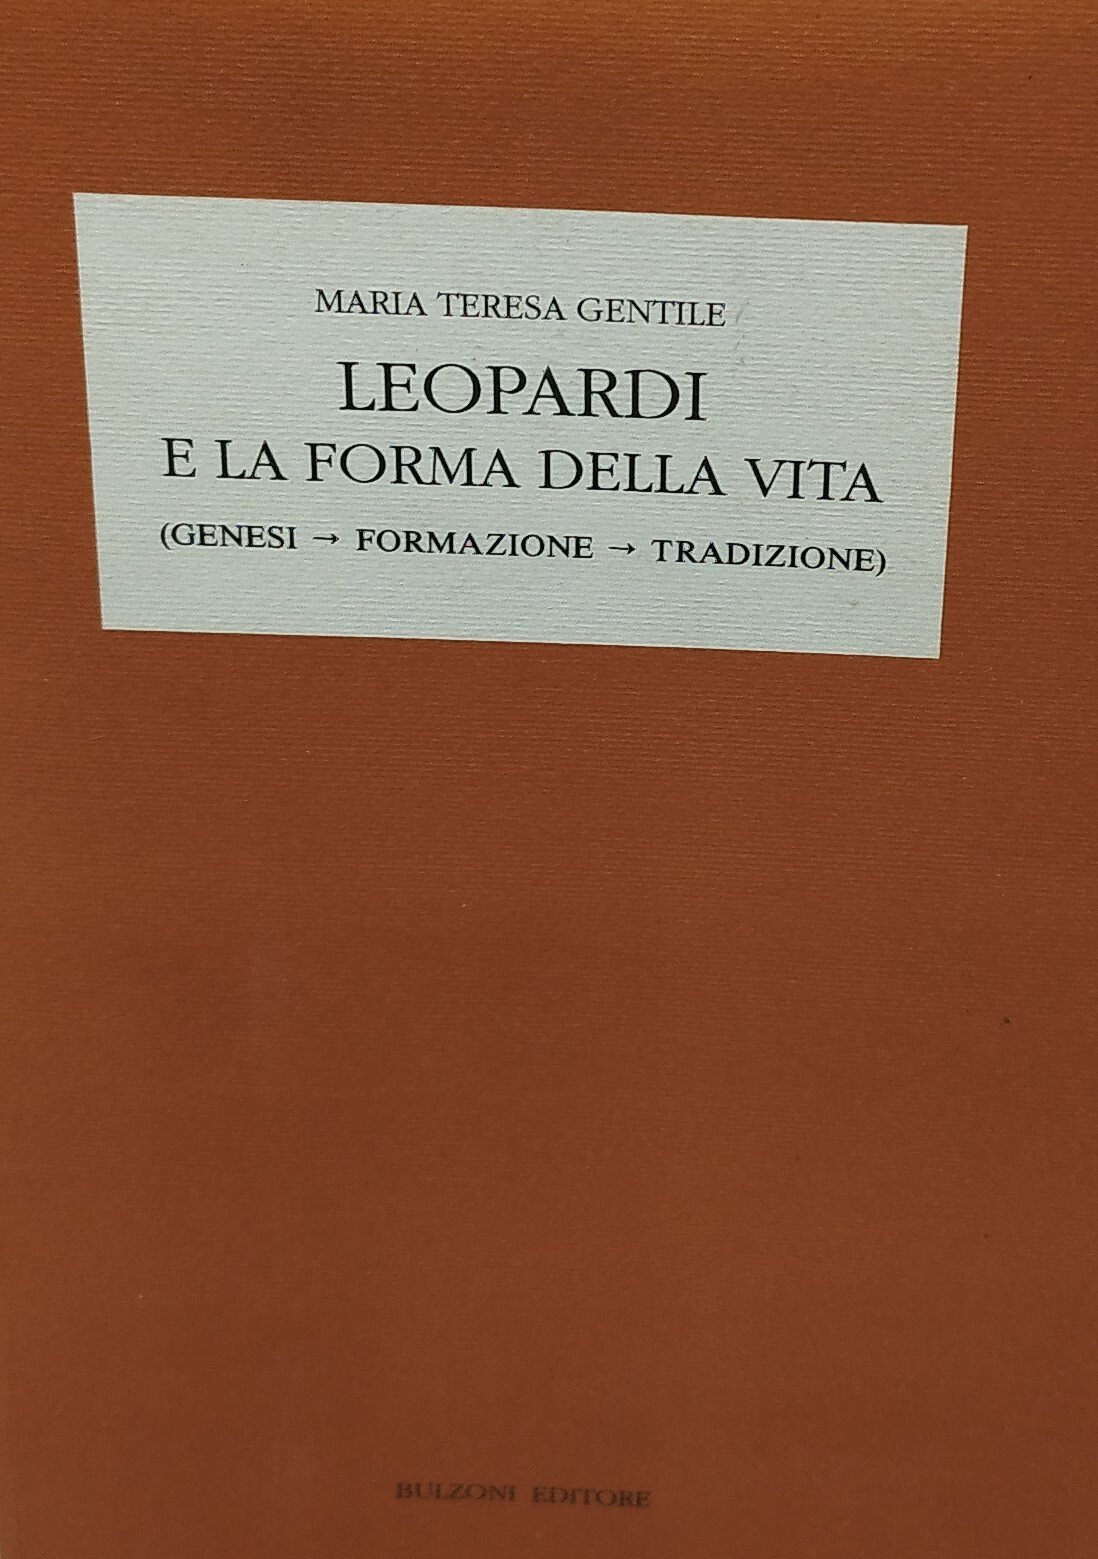 MARIA TERESA GENTILE
LEOPARDI
E LA FORMA DELLA VITA
(GENESI → FORMAZIONE → TRADIZIONE)
BULZONI EDITORE